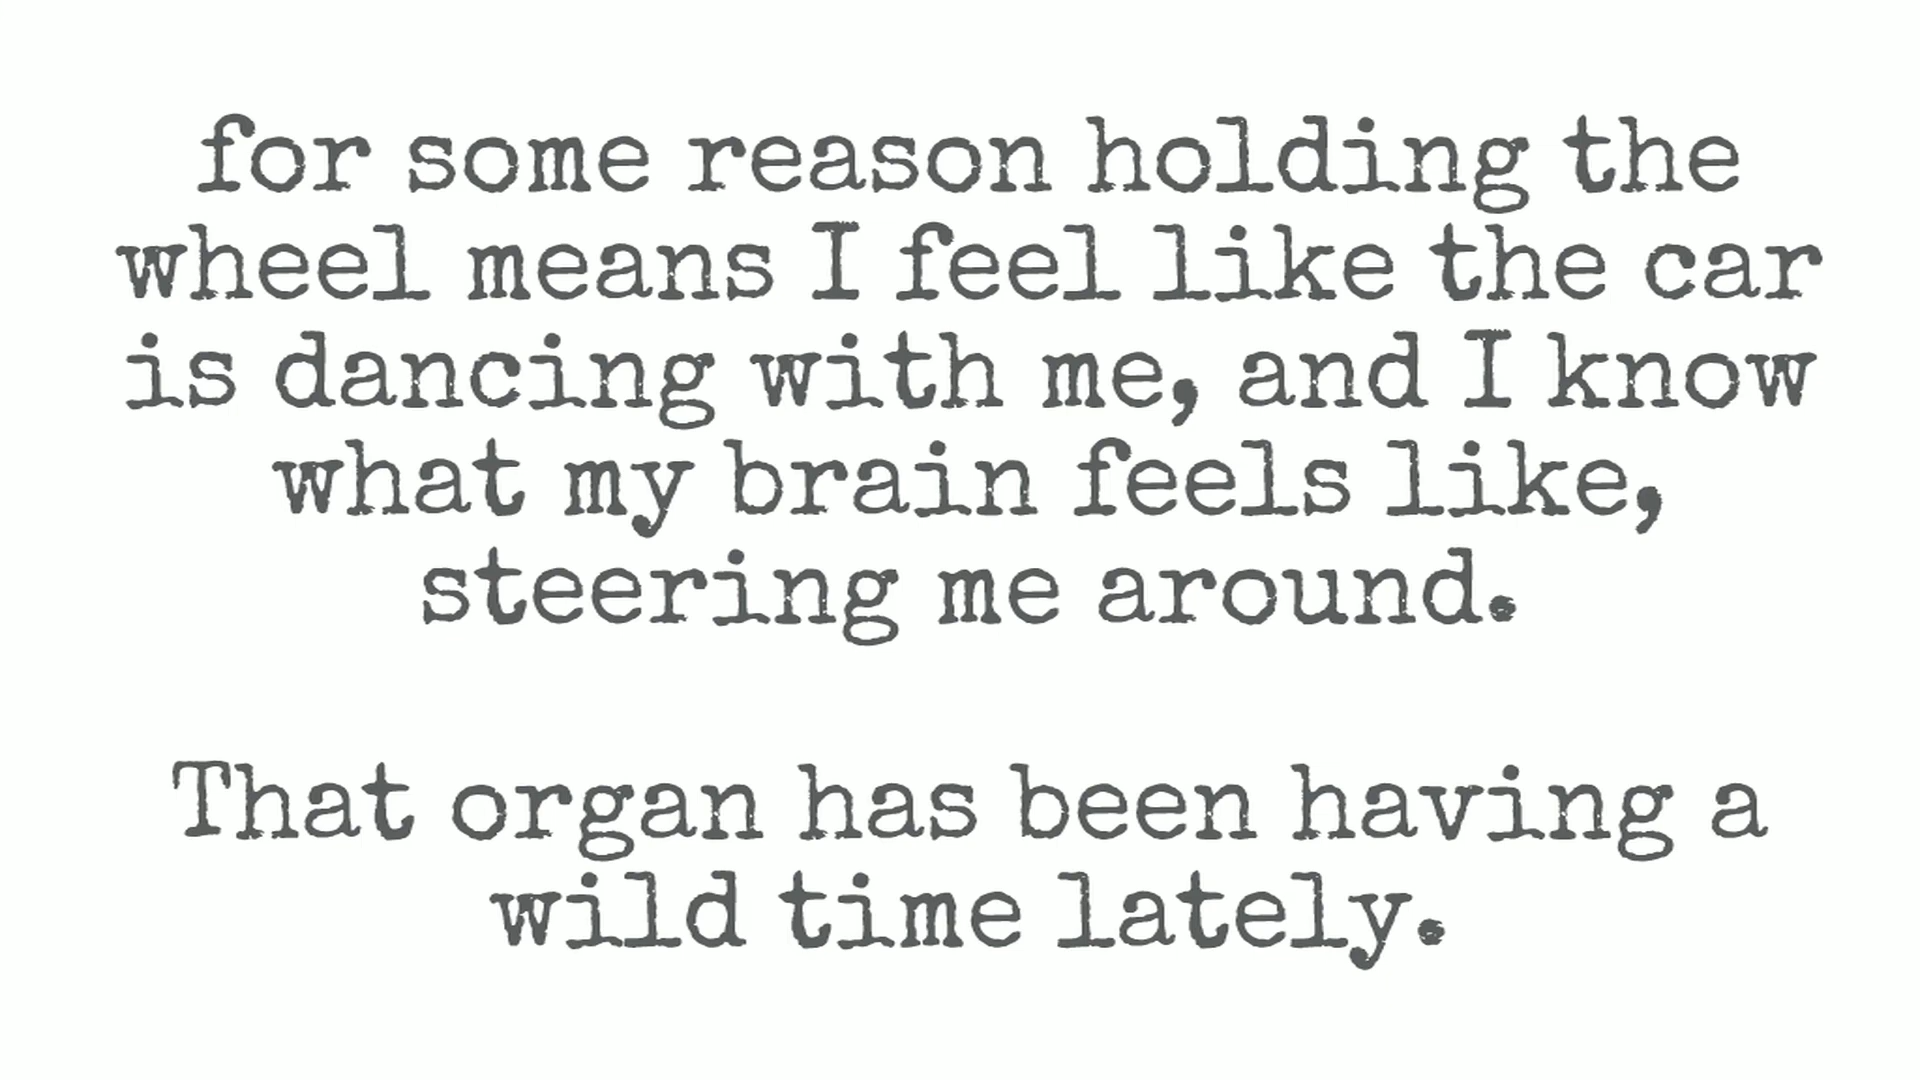 for some reason holding the
wheel means I feel like the car
is dancing with me, and I know
what my brain feels like,
steering me around.
That organ has been having a
wild time lately.